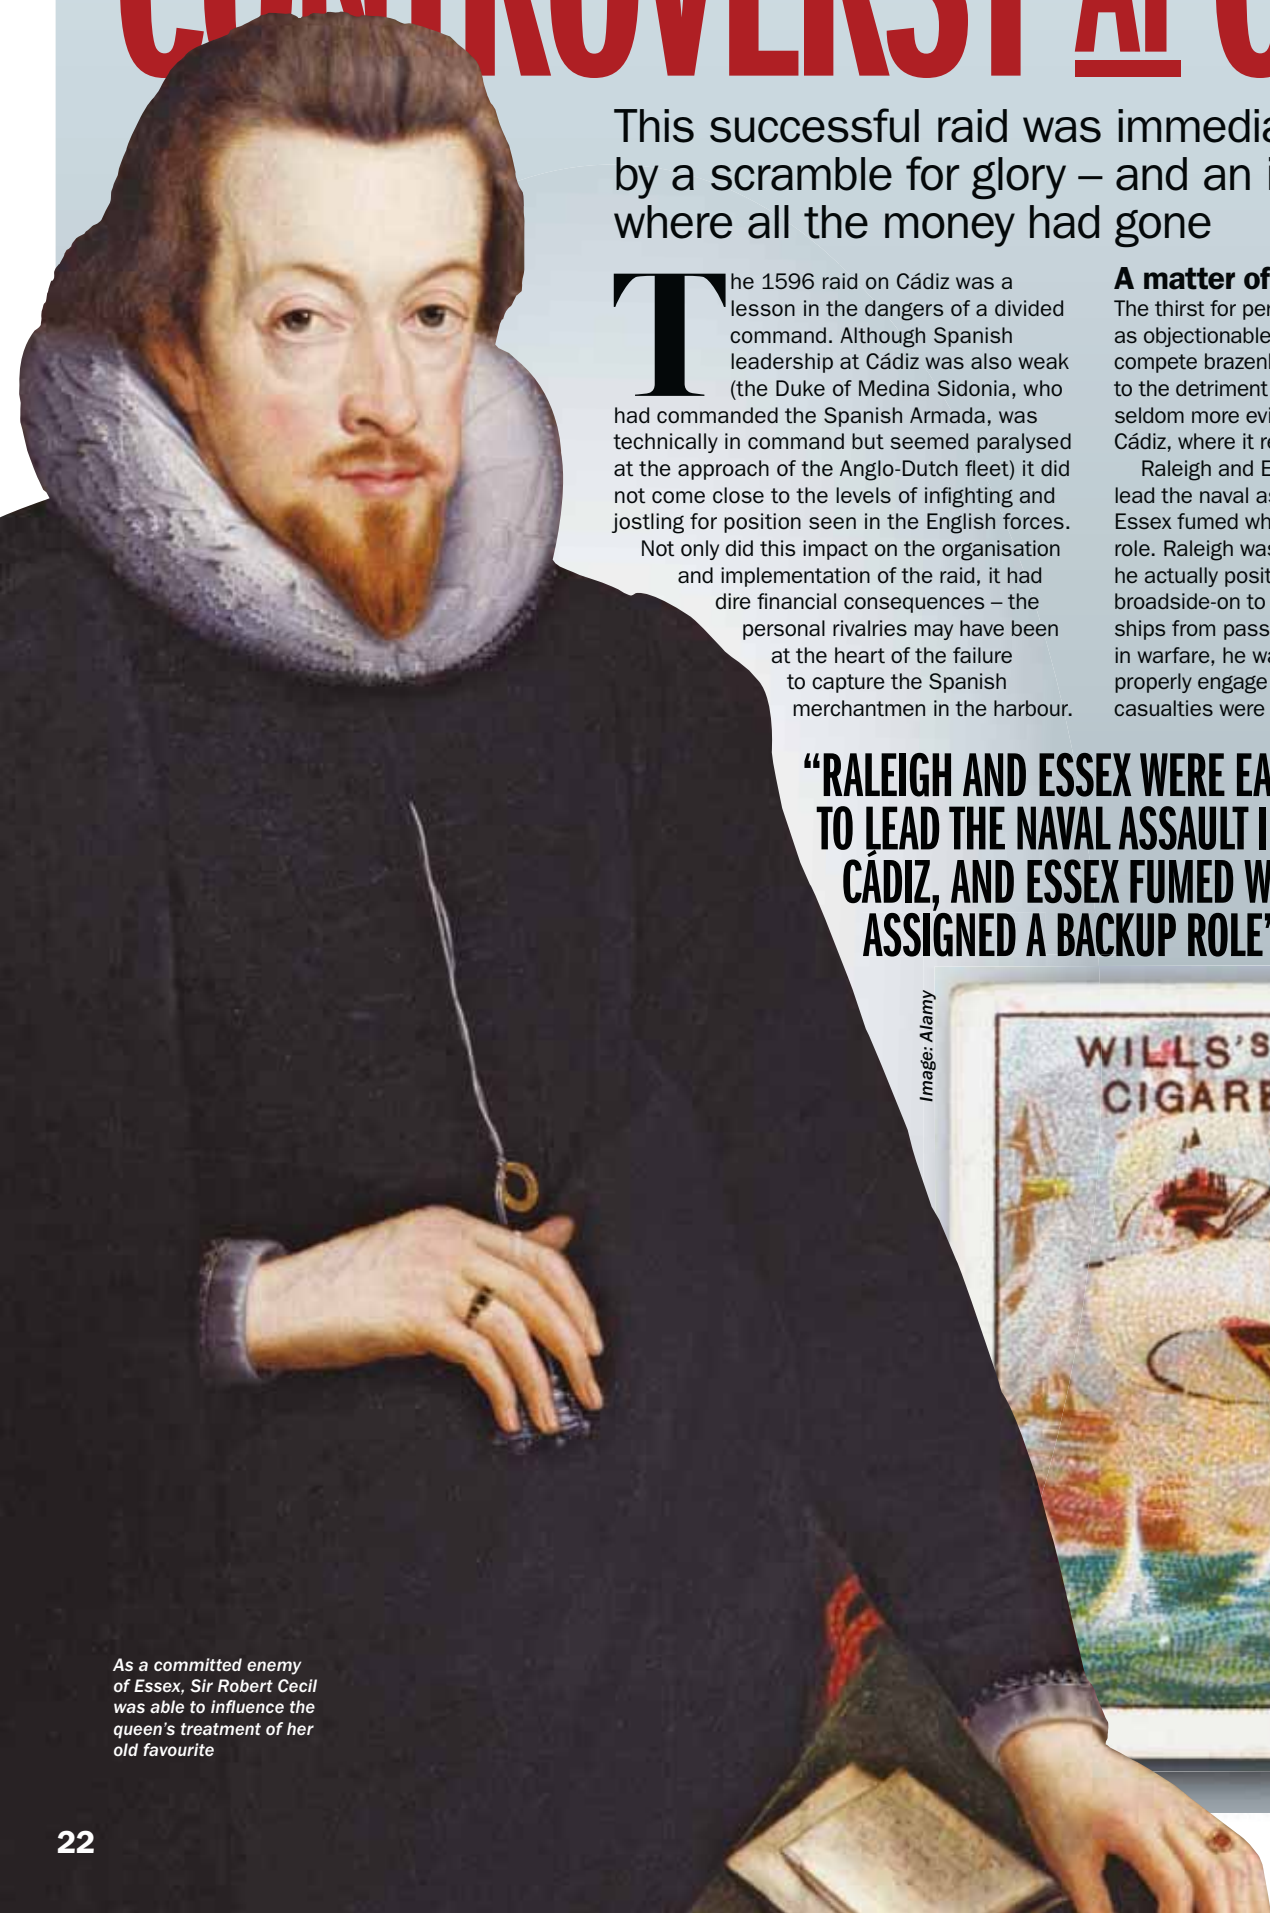 CONTROVERSY AT
This successful raid was
by a scramble for glory – and an
where all the money had gone
The 1596 raid on Cádiz was a
lesson in the dangers of a divided
command. Although Spanish
leadership at Cádiz was also weak
(the Duke of Medina Sidonia, who
had commanded the Spanish Armada, was
technically in command but seemed paralysed
at the approach of the Anglo-Dutch fleet) it did
not come close to the levels of infighting and
jostling for position seen in the English forces.
Not only did this impact on the organisation
and implementation of the raid, it had
dire financial consequences – the
personal rivalries may have been
at the heart of the failure
to capture the Spanish
merchantmen in the harbour.
A matter of
The thirst for
as objectionable
compete
to the detriment
seldom more
Cádiz, where it
Raleigh and
lead the naval
Essex fumed
role. Raleigh was
he actually
broadside-on to
ships from
in warfare, he
properly engage
casualties were
“RALEIGH AND ESSEX WERE
TO LEAD THE NAVAL ASSAULT
CÁDIZ, AND ESSEX FUMED
ASSIGNED A BACKUP ROLE”
Image: Alamy
WILLS'S
As a committed enemy
of Essex, Sir Robert Cecil
was able to influence the
queen's treatment of her
old favourite
22